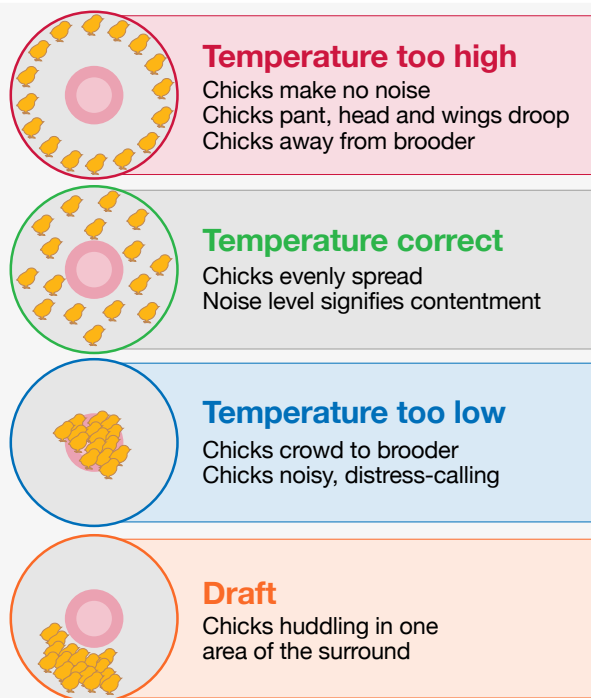 Temperature too high
Chicks make no noise
Chicks pant, head and wings droop
Chicks away from brooder
Temperature correct
Chicks evenly spread
Noise level signifies contentment
Temperature too low
Chicks crowd to brooder
Chicks noisy, distress-calling
Draft
Chicks huddling in one
area of the surround